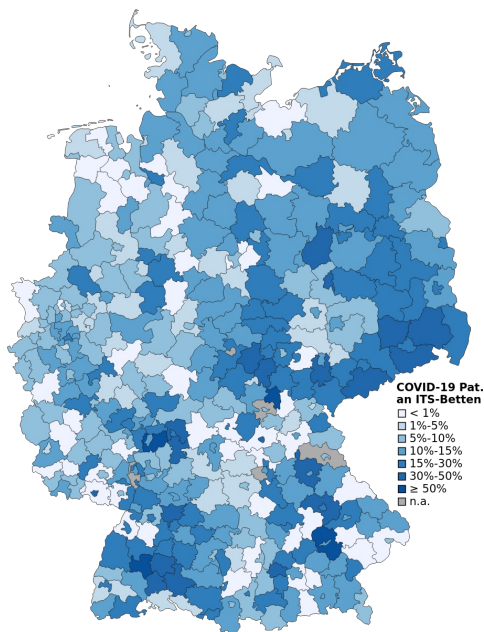 COVID-19 Pat.
an ITS-Betten
< 1%
1%-5%
5%-10%
10%-15%
15%-30%
30%-50%
≥ 50%
n.a.